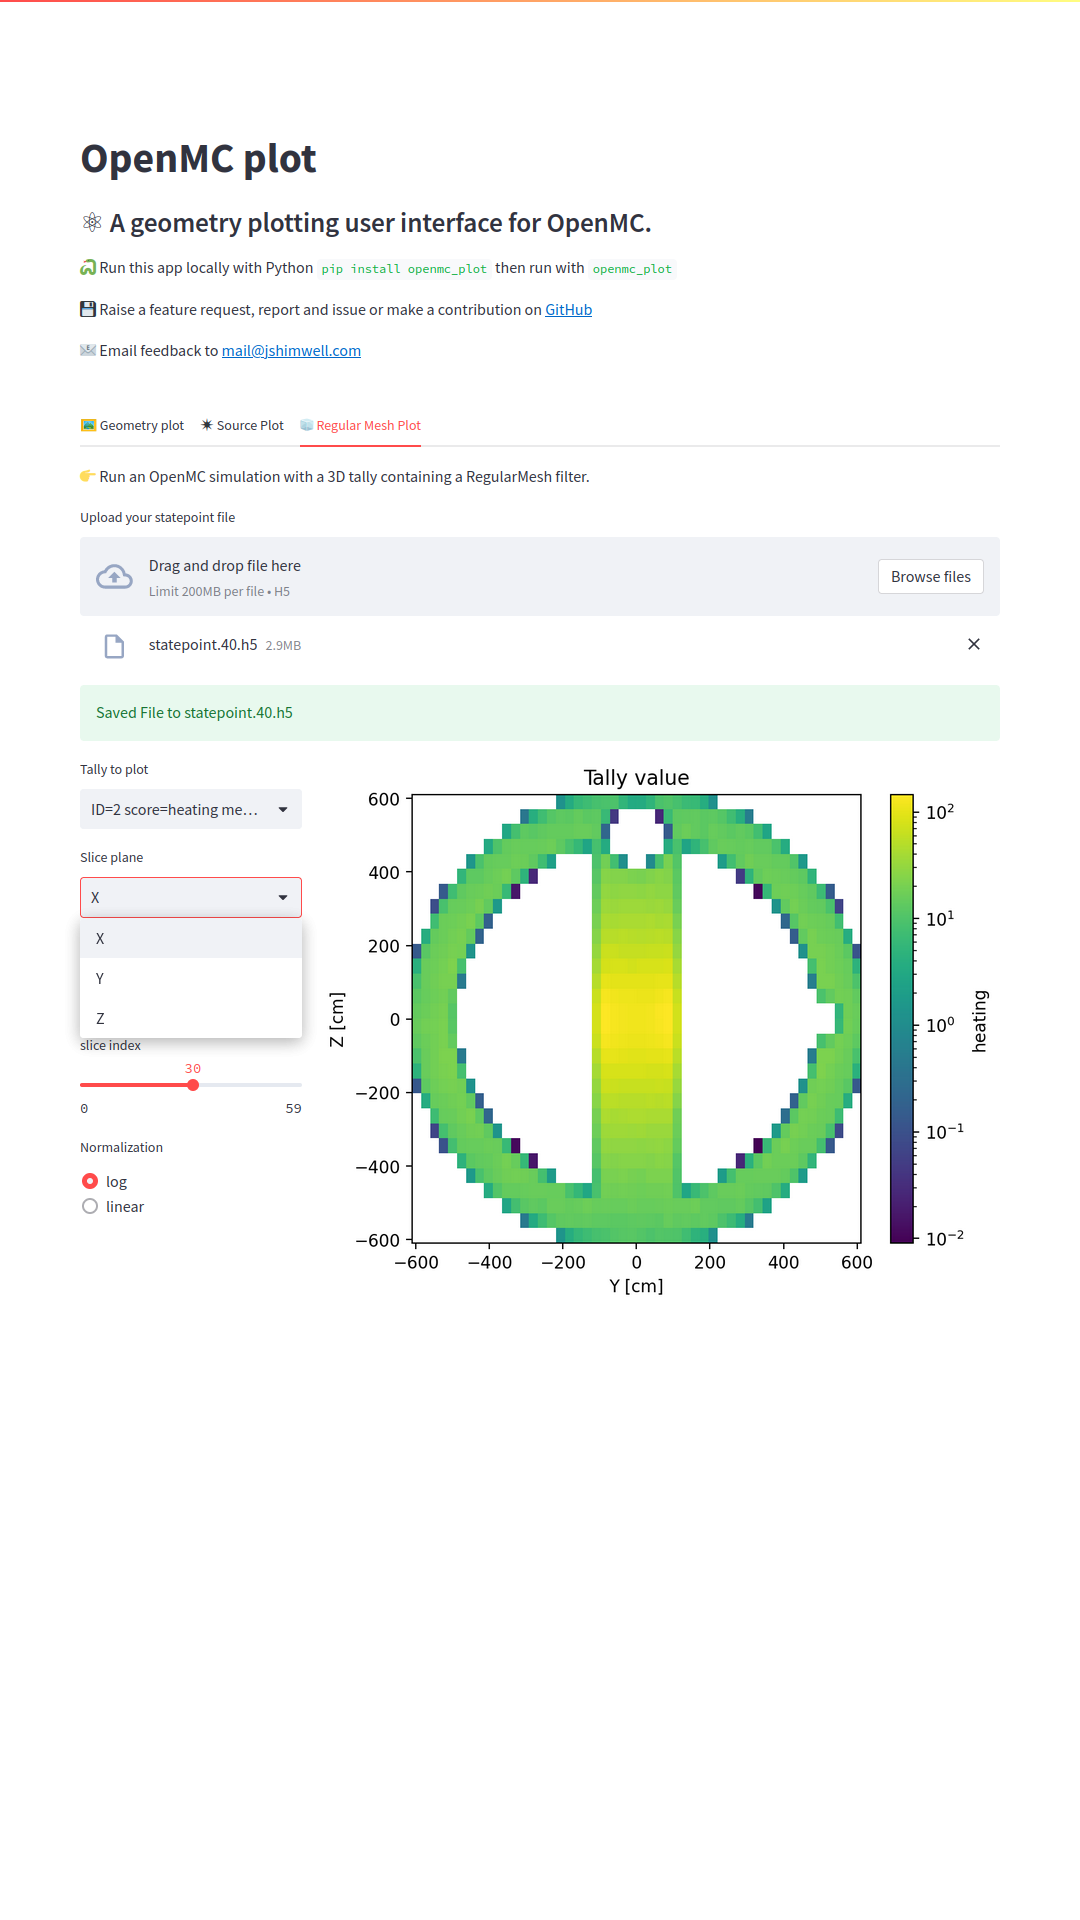 OpenMC plot
⚛ A geometry plotting user interface for OpenMC.
🐍 Run this app locally with Python pip install openmc_plot then run with openmc_plot
💾 Raise a feature request, report and issue or make a contribution on GitHub
📧 Email feedback to mail@jshimwell.com
Geometry plot Source Plot Regular Mesh Plot
👉 Run an OpenMC simulation with a 3D tally containing a RegularMesh filter.
Upload your statepoint file
Drag and drop file here
Limit 200MB per file • H5
Browse files
statepoint.40.h5 2.9MB
Saved File to statepoint.40.h5
Tally to plot
ID=2 score=heating me...
Slice plane
X
X
Y
Z
slice index
30
0 59
Normalization
log
linear
Tally value
600
400
200
0
−200
−400
−600
Z [cm]
−600 −400 −200 0 200 400 600
Y [cm]
10²
10¹
10⁰
10⁻¹
10⁻²
heating